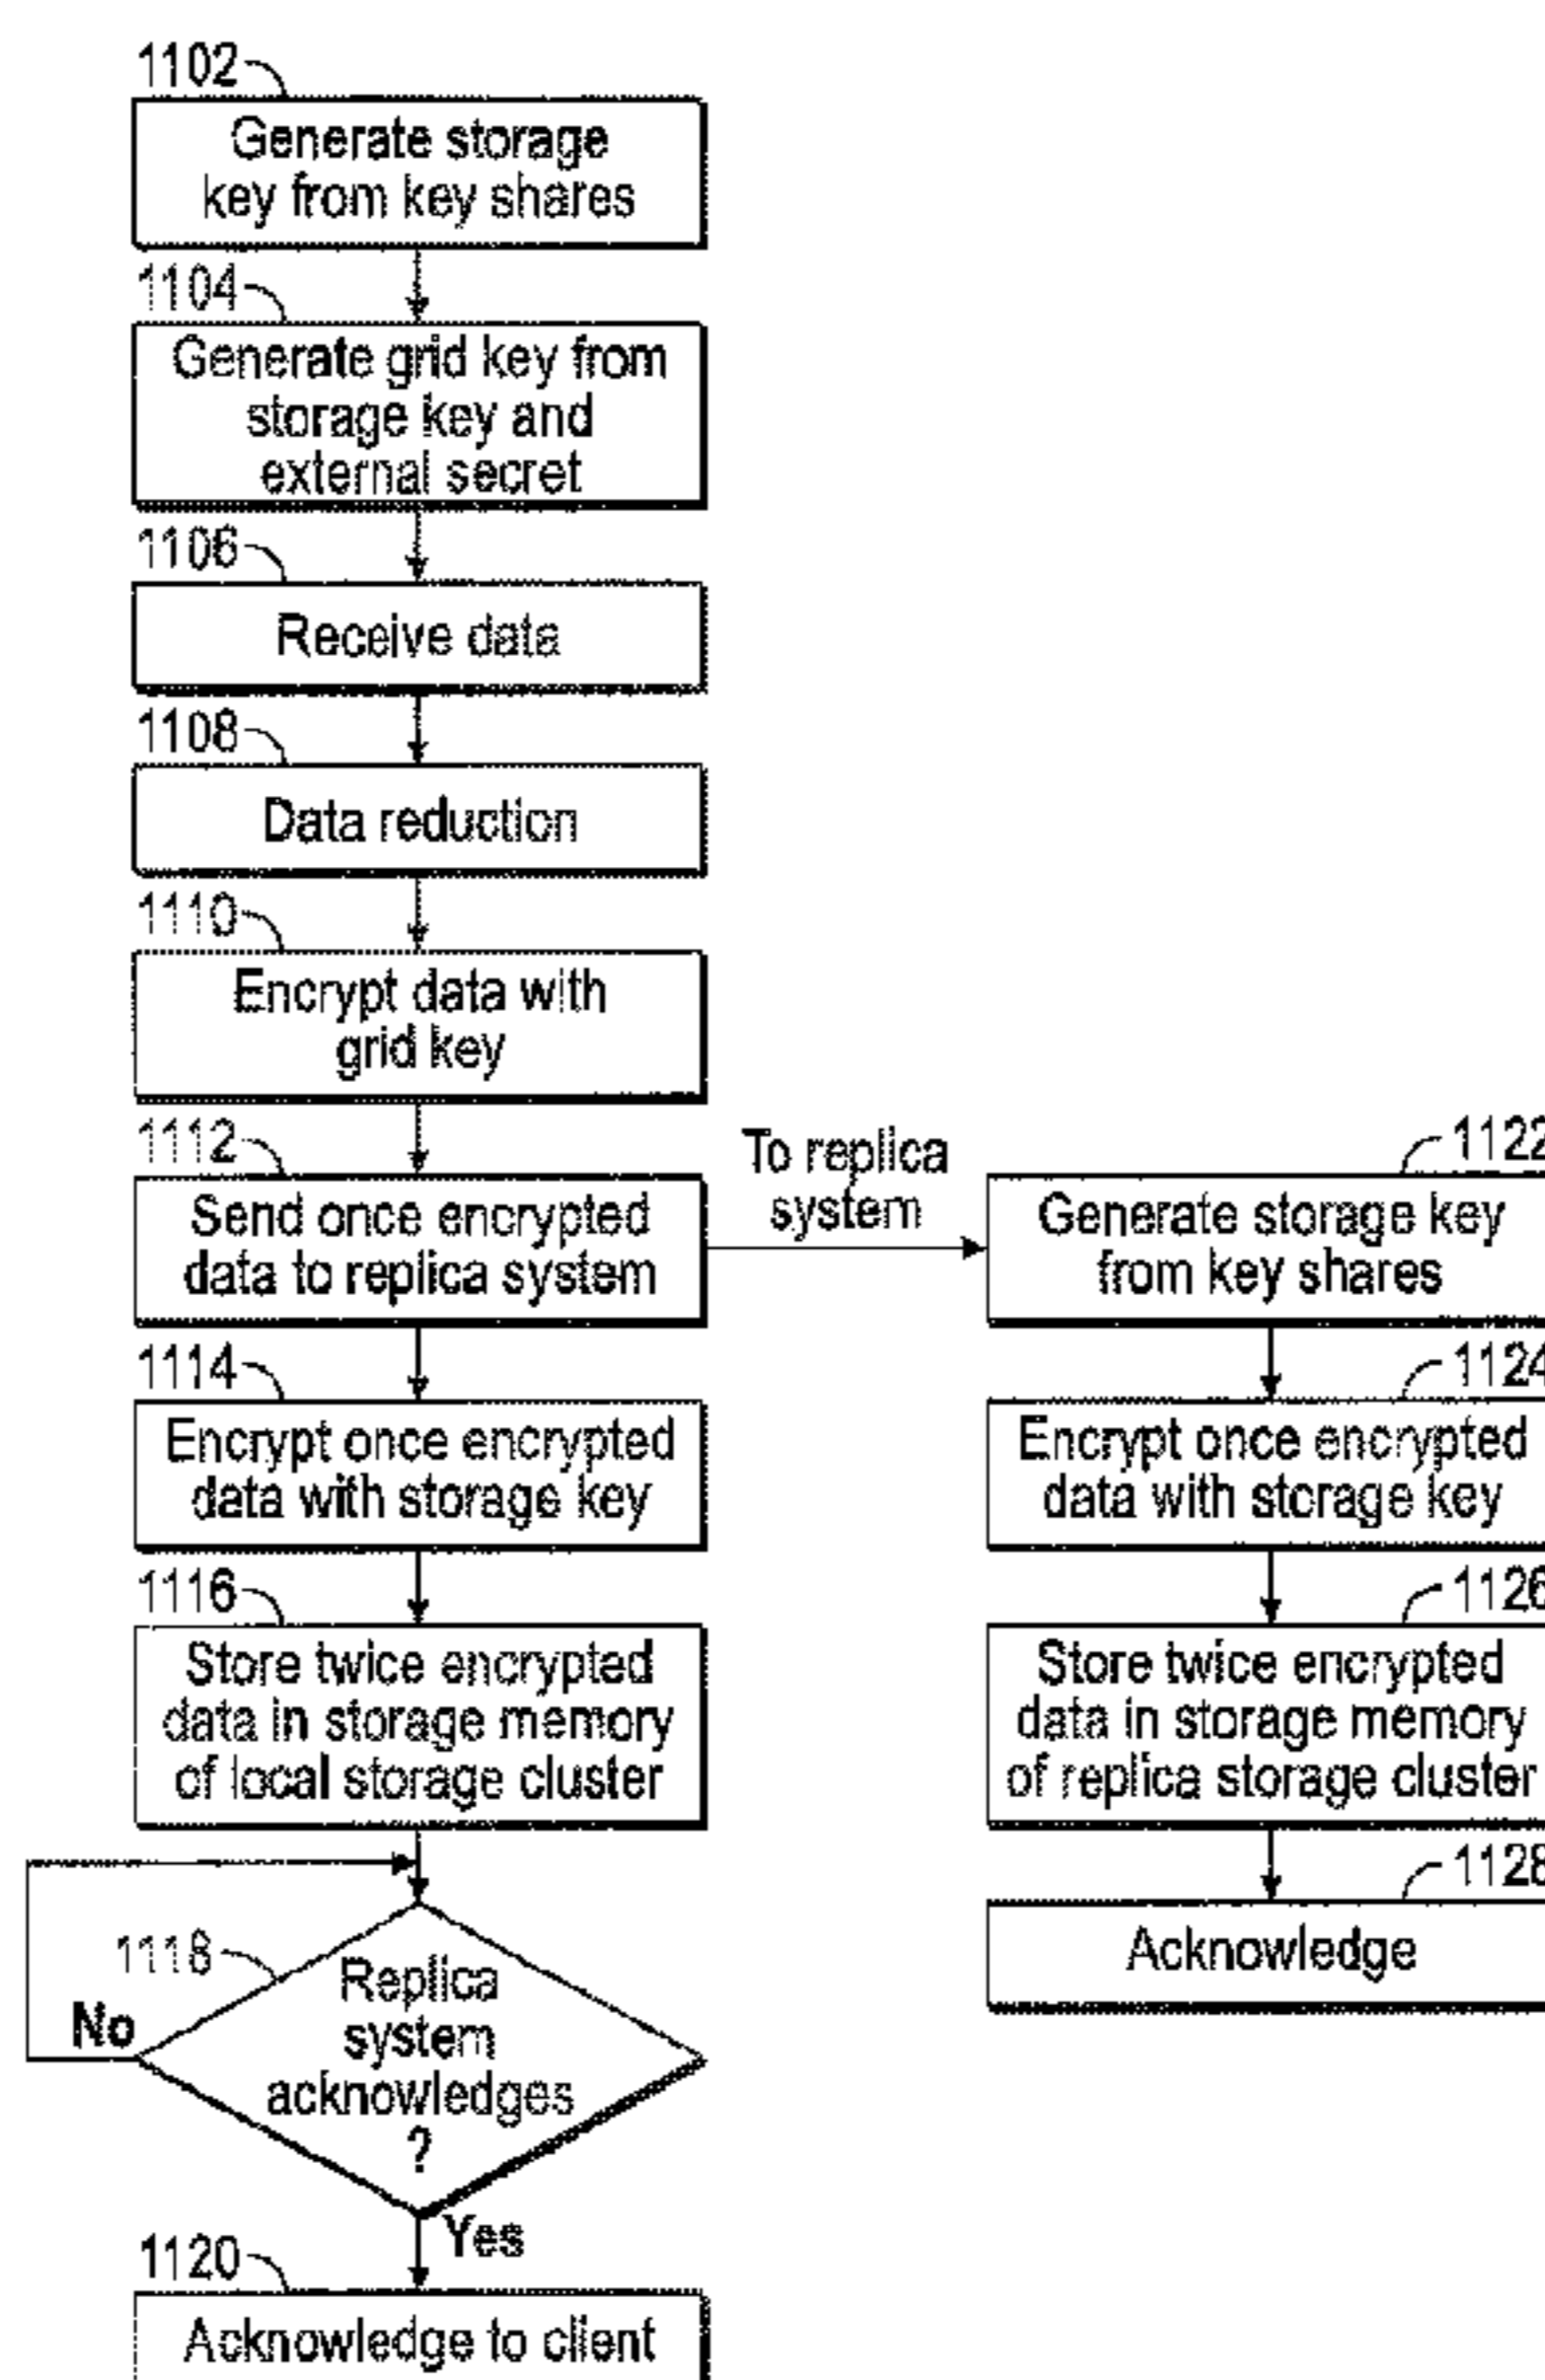 1102
Generate storage
key from key shares
1104
Generate grid key from
storage key and
external secret
1106
Receive data
1108
Data reduction
1110
Encrypt data with
grid key
1112
Send once encrypted
data to replica system
To replica
system
1114
Encrypt once encrypted
data with storage key
1116
Store twice encrypted
data in storage memory
of local storage cluster
1118
Replica
system
acknowledges
?
No
Yes
1120
Acknowledge to client
1122
Generate storage key
from key shares
1124
Encrypt once encrypted
data with storage key
1126
Store twice encrypted
data in storage memory
of replica storage cluster
1128
Acknowledge